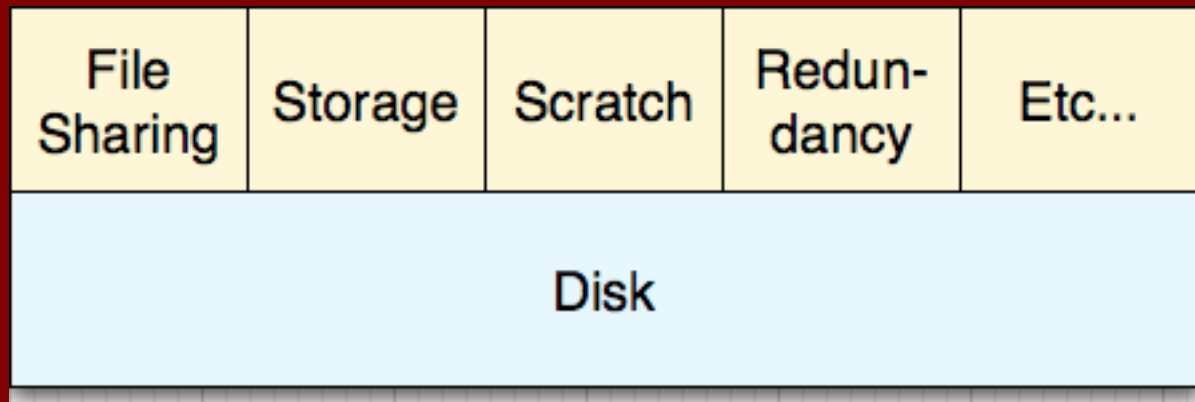 File
Sharing
Storage
Scratch
Redun-
dancy
Etc...
Disk